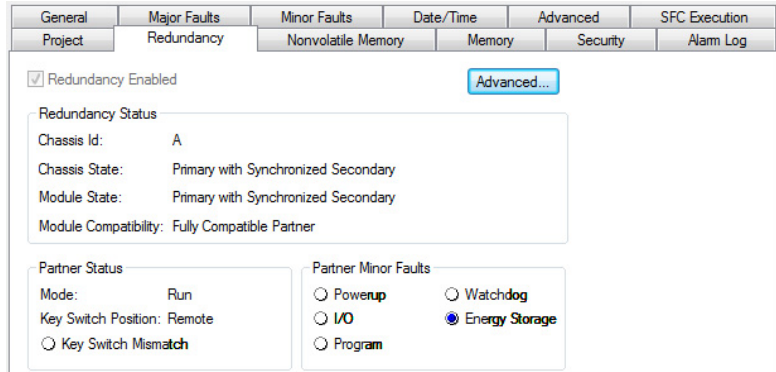 General Major Faults Minor Faults Date/Time Advanced SFC Execution
Project Redundancy Nonvolatile Memory Memory Security Alarm Log
Redundancy Enabled Advanced...
Redundancy Status
Chassis Id: A
Chassis State: Primary with Synchronized Secondary
Module State: Primary with Synchronized Secondary
Module Compatibility: Fully Compatible Partner
Partner Status Partner Minor Faults
Mode: Run Powerup Watchdog
Key Switch Position: Remote I/O Energy Storage
Key Switch Mismatch Program